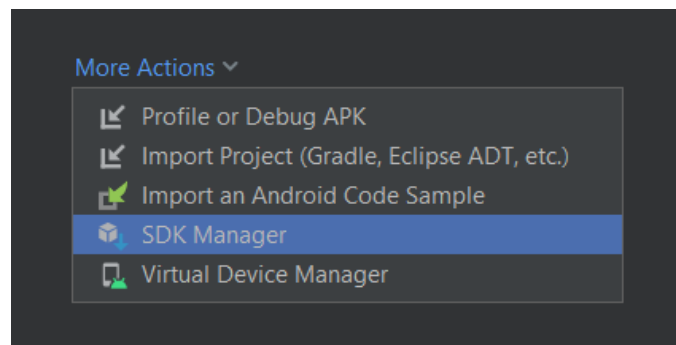 More Actions
Profile or Debug APK
Import Project (Gradle, Eclipse ADT, etc.)
Import an Android Code Sample
SDK Manager
Virtual Device Manager